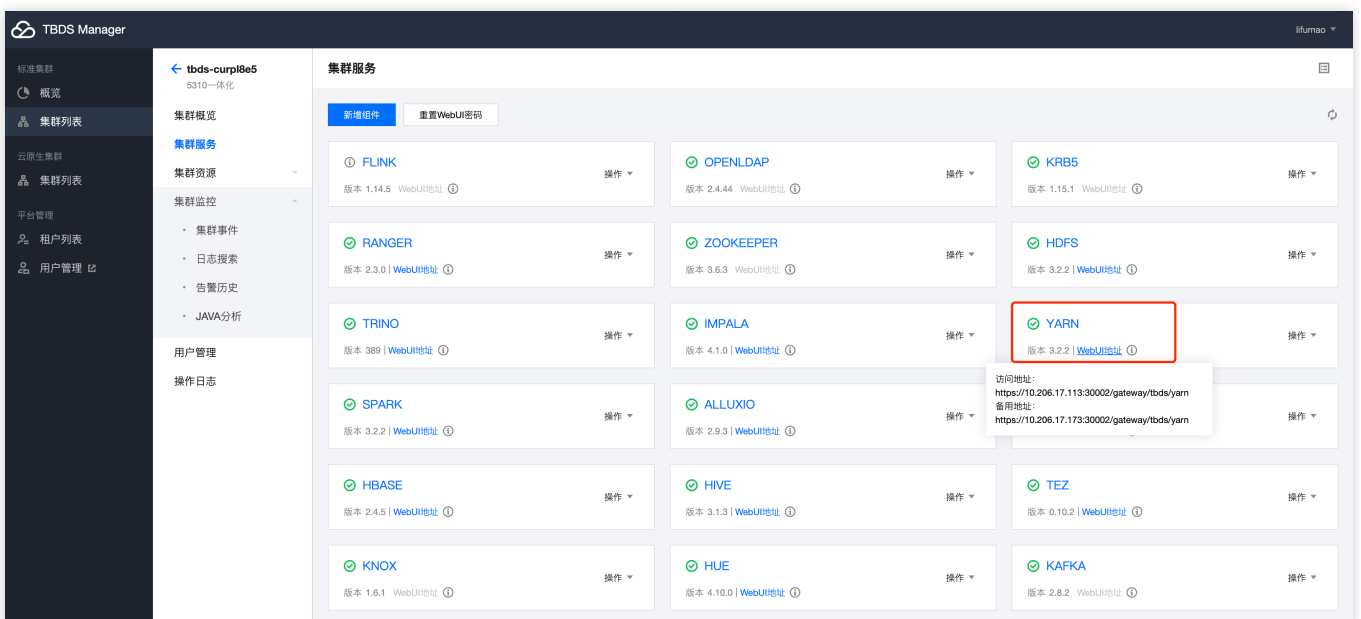 TBDS Manager
lifumao
标准集群
概览
集群列表
云原生集群
集群列表
平台管理
租户列表
用户管理
tbds-curpl8e5
5310一体化
集群概览
集群服务
集群资源
集群监控
集群事件
日志搜索
告警历史
JAVA分析
用户管理
操作日志
集群服务
新增组件
重置WebUI密码
FLINK
操作
版本 1.14.5 WebUI地址
OPENLDAP
操作
版本 2.4.44 WebUI地址
KRB5
操作
版本 1.15.1 WebUI地址
RANGER
操作
版本 2.3.0 | WebUI地址
ZOOKEEPER
操作
版本 3.6.3 WebUI地址
HDFS
操作
版本 3.2.2 | WebUI地址
TRINO
操作
版本 389 | WebUI地址
IMPALA
操作
版本 4.1.0 | WebUI地址
YARN
操作
版本 3.2.2 | WebUI地址
访问地址:
https://10.206.17.113:30002/gateway/tbds/yarn
备用地址:
https://10.206.17.173:30002/gateway/tbds/yarn
SPARK
操作
版本 3.2.2 | WebUI地址
ALLUXIO
操作
版本 2.9.3 | WebUI地址
操作
HBASE
操作
版本 2.4.5 | WebUI地址
HIVE
操作
版本 3.1.3 | WebUI地址
TEZ
操作
版本 0.10.2 | WebUI地址
KNOX
操作
版本 1.6.1 WebUI地址
HUE
操作
版本 4.10.0 | WebUI地址
KAFKA
操作
版本 2.8.2 WebUI地址